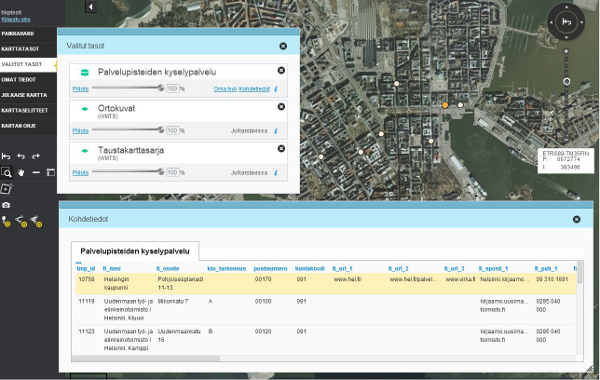 tiipiiesti
Kirjaudu ulos
PAIKKAHAKU
KARTTATASOT
VALITUT TASOT
OMAT TIEDOT
JULKAISE KARTTA
KARTTASELITTEET
KARTAN OHJE
Valitut tasot
Palvelupisteiden kyselypalvelu
Piilota 100 % Oma tyyli Kohdetiedot i
Ortokuvat
(WMTS)
Piilota 100 % Julkaistavissa i
Taustakarttasarja
(WMTS)
Piilota 100 % Julkaistavissa i
ETRS89-TM35FIN
P: 6672774
I: 383498
Kohdetiedot
Palvelupisteiden kyselypalvelu
tmp_id fi_nimi fi_osoite klo_tarkennus postinumero kuntakoodi fi_url_1 fi_url_2 fi_url_3 fi_sposti_1 fi_puh_1
10758 Helsingin kaupunki Pohjoisesplanadi 11-13 00170 091 www.hel.fi/ www.hel.fi/palvel... www.virka.fi helsinki.kirjaamo... 09 310 1691
11119 Uudenmaan työ- ja elinkeinotoimisto / Helsinki, Kluuvi Mikonkatu 7 A 00100 091 kirjaamo.uusima... toimisto.fi 0295 040 000
11123 Uudenmaan työ- ja elinkeinotoimisto / Helsinki, Kamppi Uudenmaankatu 16 B 00120 091 kirjaamo.uusima... toimisto.fi 0295 040 000